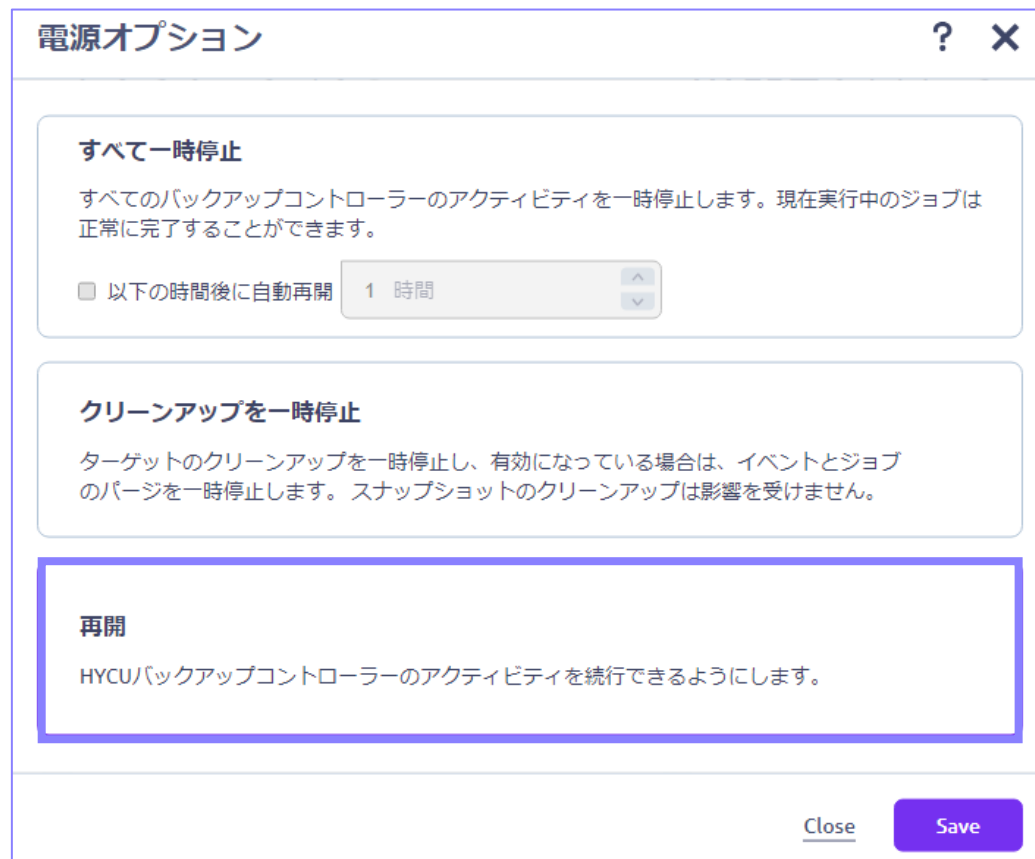 電源オプション ? ×
すべて一時停止
すべてのバックアップコントローラーのアクティビティを一時停止します。現在実行中のジョブは
正常に完了することができます。
以下の時間後に自動再開 1 時間
クリーンアップを一時停止
ターゲットのクリーンアップを一時停止し、有効になっている場合は、イベントとジョブ
のパージを一時停止します。 スナップショットのクリーンアップは影響を受けません。
再開
HYCUバックアップコントローラーのアクティビティを続行できるようにします。
Close Save